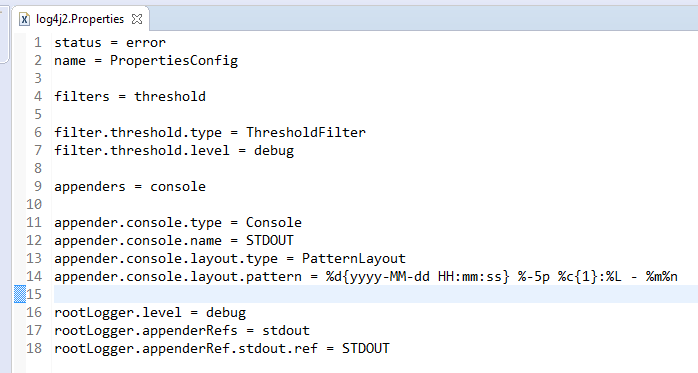 log4j2.Properties
1 status = error
2 name = PropertiesConfig
3
4 filters = threshold
5
6 filter.threshold.type = ThresholdFilter
7 filter.threshold.level = debug
8
9 appenders = console
10
11 appender.console.type = Console
12 appender.console.name = STDOUT
13 appender.console.layout.type = PatternLayout
14 appender.console.layout.pattern = %d{yyyy-MM-dd HH:mm:ss} %-5p %c{1}:%L - %m%n
15
16 rootLogger.level = debug
17 rootLogger.appenderRefs = stdout
18 rootLogger.appenderRef.stdout.ref = STDOUT